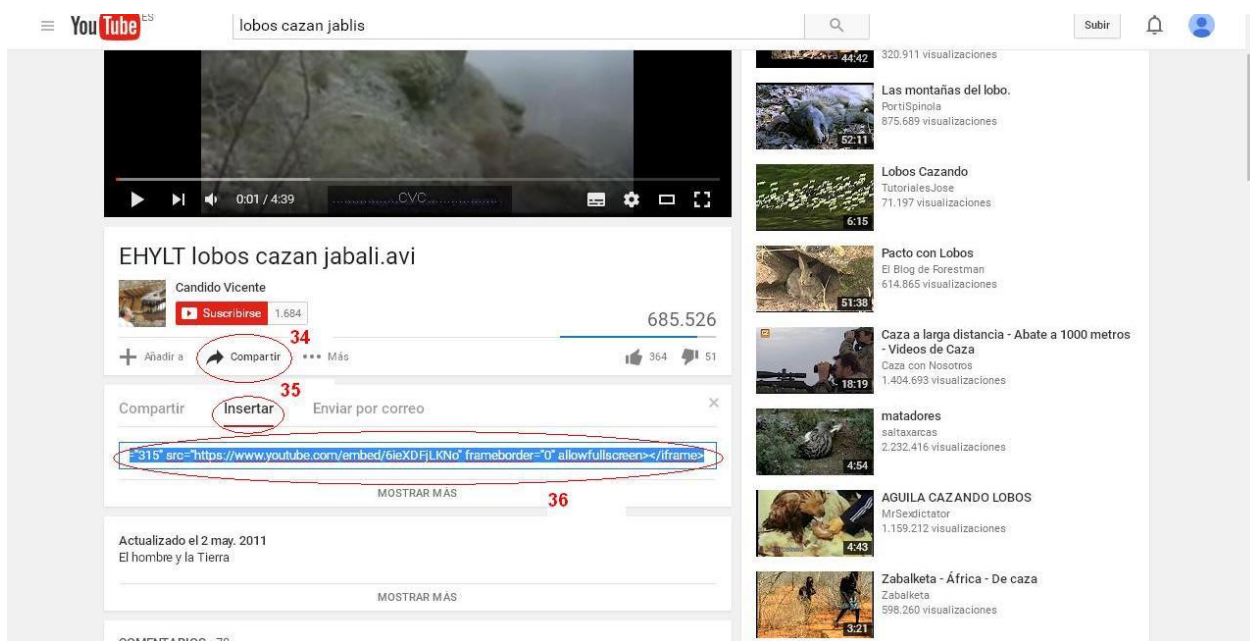 YouTube ES
lobos cazan jablis
Subir
0:01 / 4:39
CVC
EHYLT lobos cazan jabali.avi
Candido Vicente
Suscribirse 1.684
685.526
34
Añadir a Compartir Más
364 51
35
Compartir Insertar Enviar por correo
="315" src="https://www.youtube.com/embed/6ieXDFjLKNo" frameborder="0" allowfullscreen></iframe>
MOSTRAR MÁS
36
Actualizado el 2 may. 2011
El hombre y la Tierra
MOSTRAR MÁS
COMENTARIOS
44:42
320.911 visualizaciones
Las montañas del lobo.
PortiSpinola
875.689 visualizaciones
52:11
Lobos Cazando
TutorialesJose
71.197 visualizaciones
6:15
Pacto con Lobos
El Blog de Forestman
614.865 visualizaciones
51:38
Caza a larga distancia - Abate a 1000 metros
- Videos de Caza
Caza con Nosotros
1.404.693 visualizaciones
18:19
matadores
saltaxarcas
2.232.416 visualizaciones
4:54
AGUILA CAZANDO LOBOS
MrSexdictator
1.159.212 visualizaciones
4:43
Zabalketa - África - De caza
Zabalketa
598.260 visualizaciones
3:21